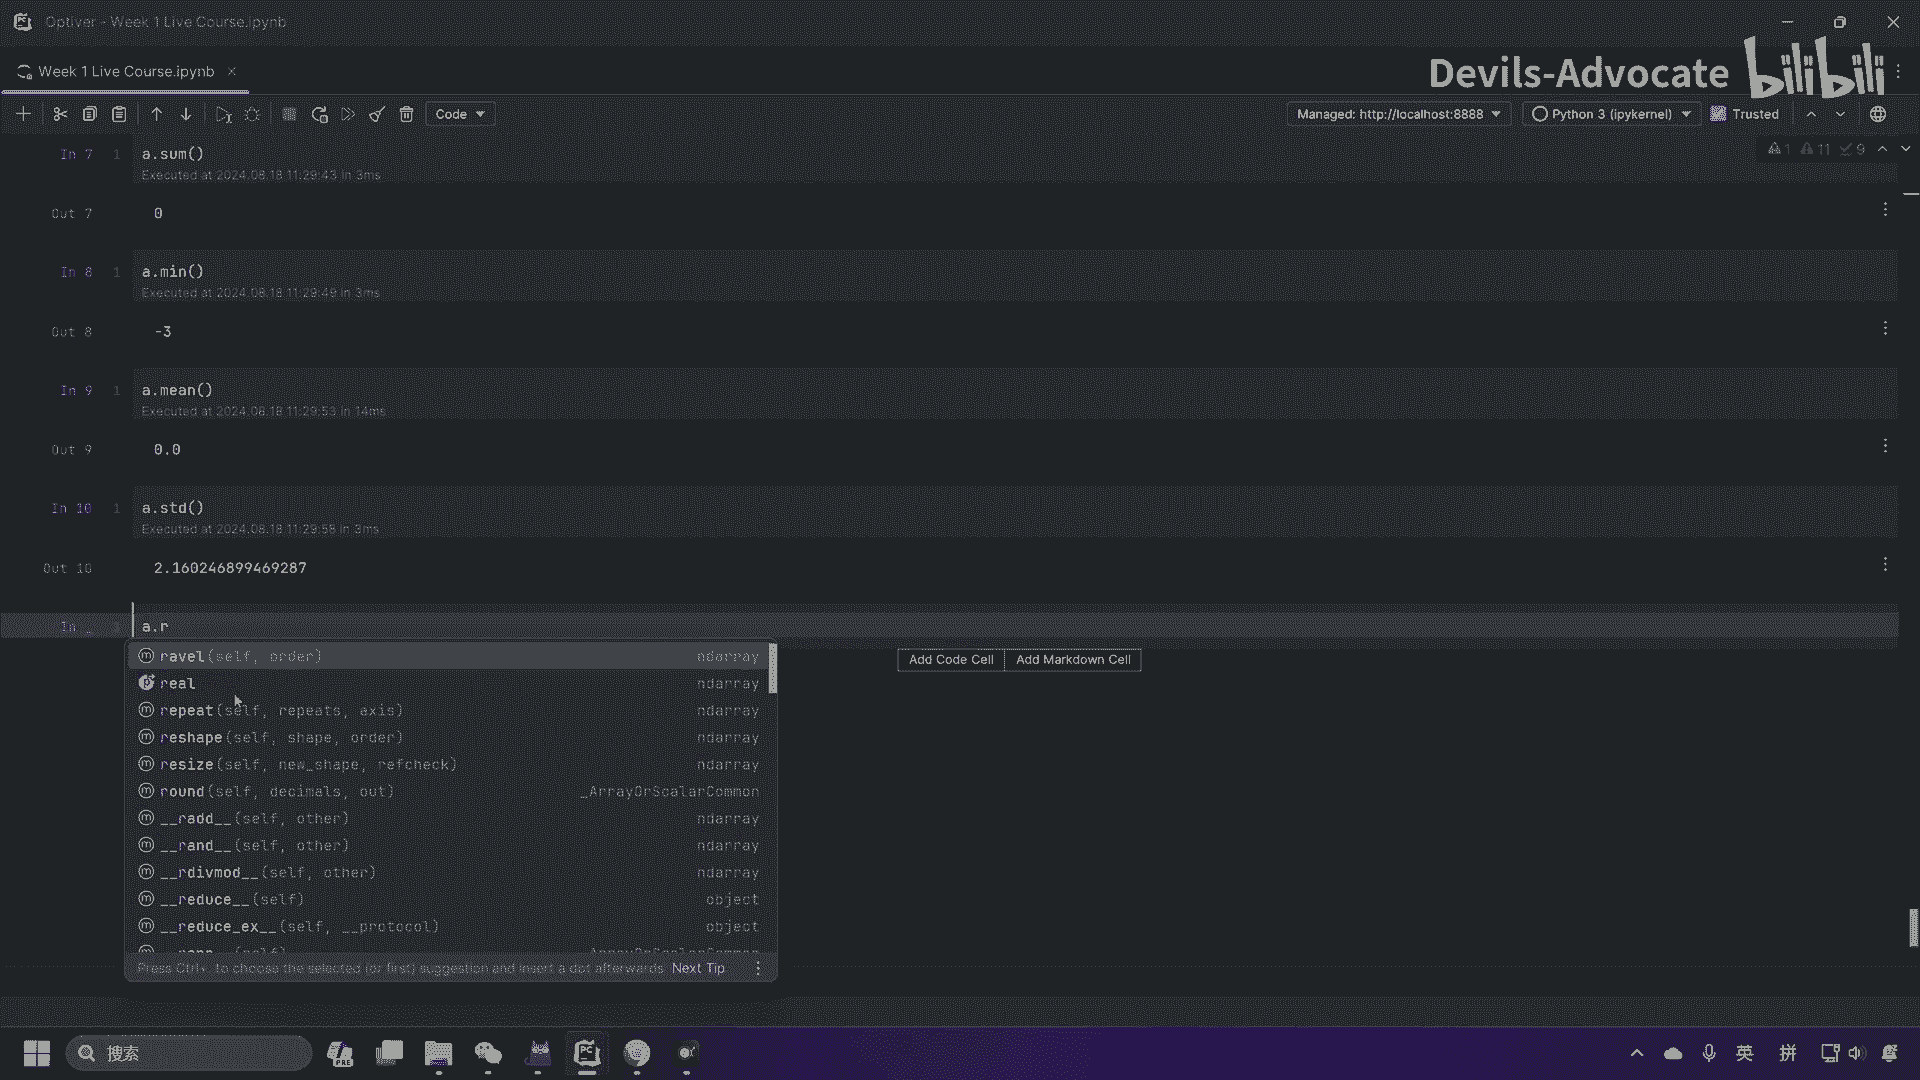 Optiver - Week 1 Live Course.ipynb
Week 1 Live Course.ipynb
Devils-Advocate bilibili
Code
Managed: http://localhost:8888
Python 3 (ipykernel)
Trusted
1 11 9
In 7 1 a.sum()
Executed at 2024.08.18 11:29:43 in 3ms
Out 7 0
In 8 1 a.min()
Executed at 2024.08.18 11:29:49 in 3ms
Out 8 -3
In 9 1 a.mean()
Executed at 2024.08.18 11:29:53 in 14ms
Out 9 0.0
In 10 1 a.std()
Executed at 2024.08.18 11:29:58 in 3ms
Out 10 2.160246899469287
In _ 1 a.r
ravel(self, order) ndarray
Add Code Cell Add Markdown Cell
real ndarray
repeat(self, repeats, axis) ndarray
reshape(self, shape, order) ndarray
resize(self, new_shape, refcheck) ndarray
round(self, decimals, out) _ArrayOrScalarCommon
__radd__(self, other) ndarray
__rand__(self, other) ndarray
__rdivmod__(self, other) ndarray
__reduce__(self) object
__reduce_ex__(self, __protocol) object
Press Ctrl+. to choose the selected (or first) suggestion and insert a dot afterwards Next Tip
搜索
PRE
PC
英
拼